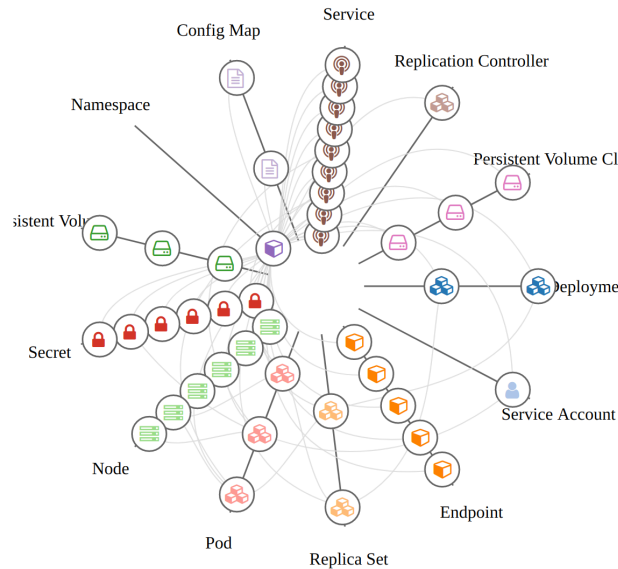 Service
Config Map
Replication Controller
Namespace
Persistent Volume Cl
sistent Volu
Deployme
Secret
Service Account
Node
Endpoint
Pod
Replica Set